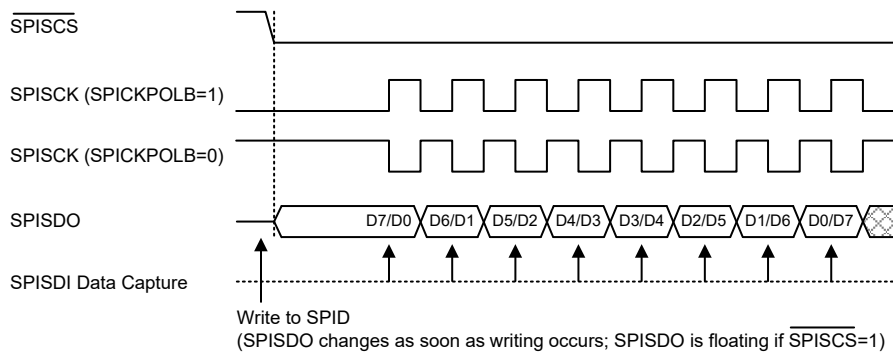 SPISCS
SPISCK (SPICKPOLB=1)
SPISCK (SPICKPOLB=0)
SPISDO
D7/D0 D6/D1 D5/D2 D4/D3 D3/D4 D2/D5 D1/D6 D0/D7
SPISDI Data Capture
Write to SPID
(SPISDO changes as soon as writing occurs; SPISDO is floating if SPISCS=1)